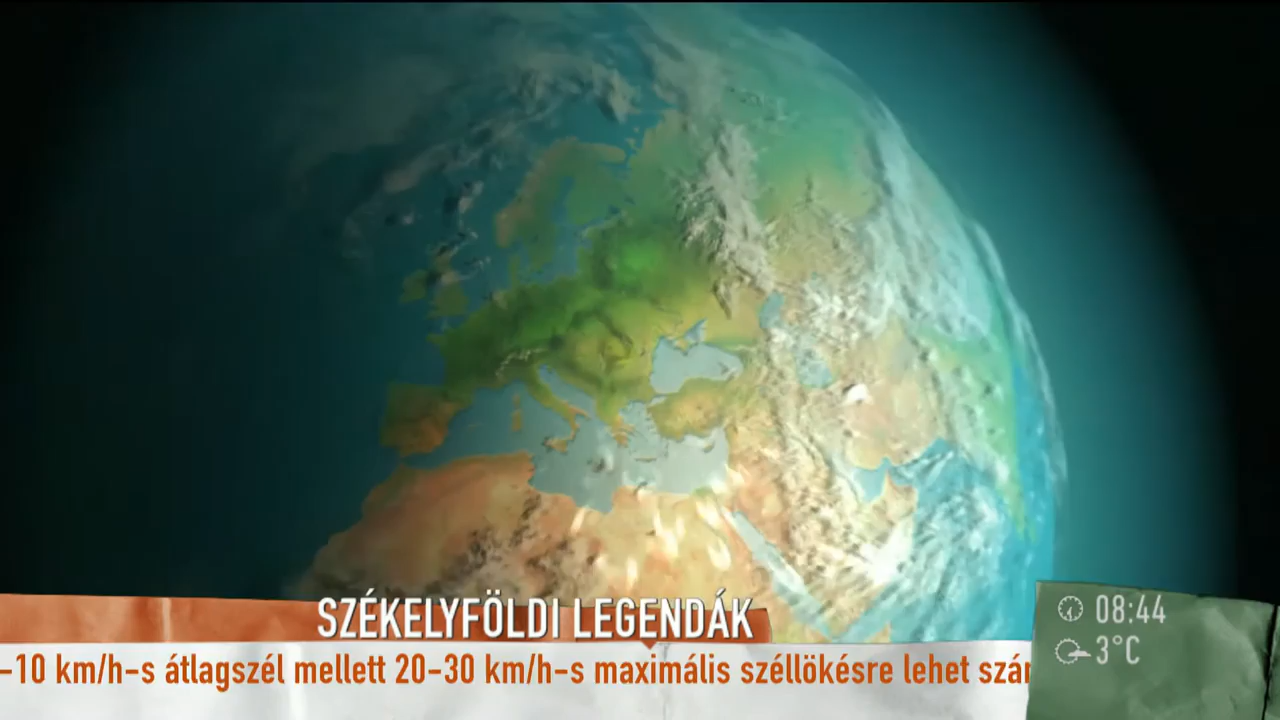 SZÉKELYFÖLDI LEGENDÁK
-10 km/h-s átlagszél mellett 20-30 km/h-s maximális széllökésre lehet szár
08:44
3°C